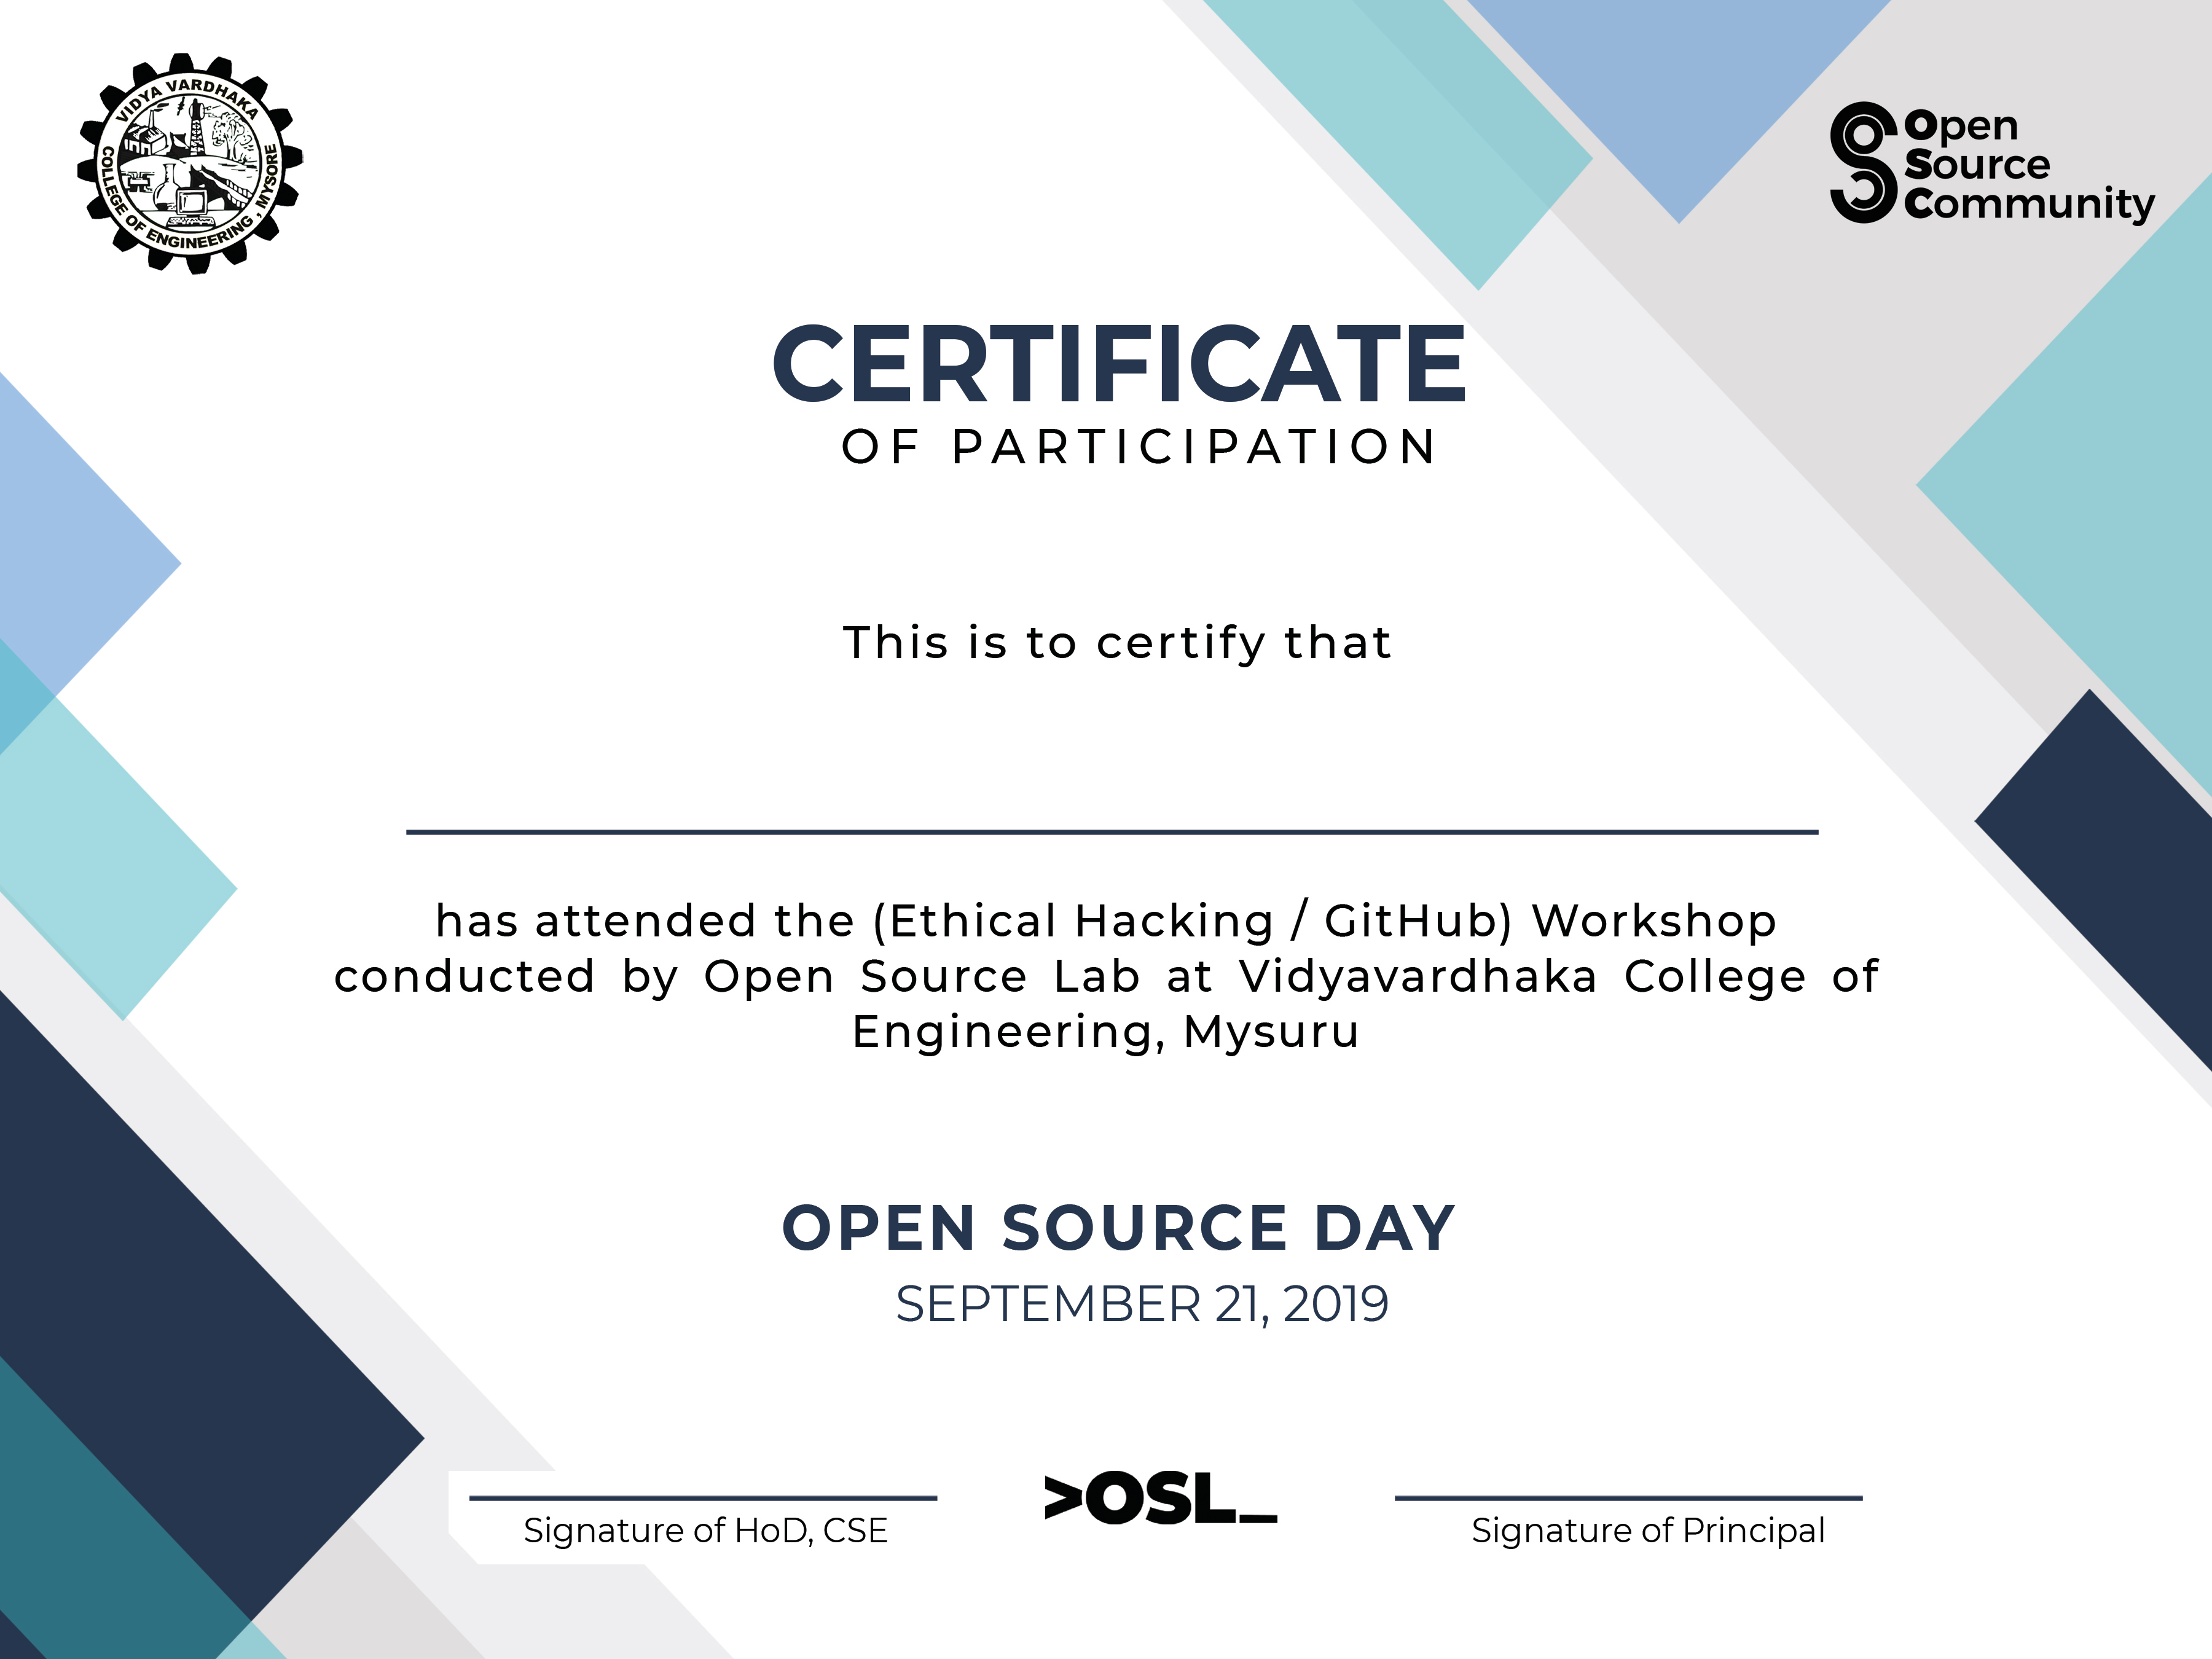 VIDYA VARDHAKA
COLLEGE OF ENGINEERING, MYSORE
Open
Source
Community
CERTIFICATE
OF PARTICIPATION
This is to certify that
has attended the (Ethical Hacking / GitHub) Workshop
conducted by Open Source Lab at Vidyavardhaka College of
Engineering, Mysuru
OPEN SOURCE DAY
SEPTEMBER 21, 2019
>OSL_
Signature of HoD, CSE
Signature of Principal